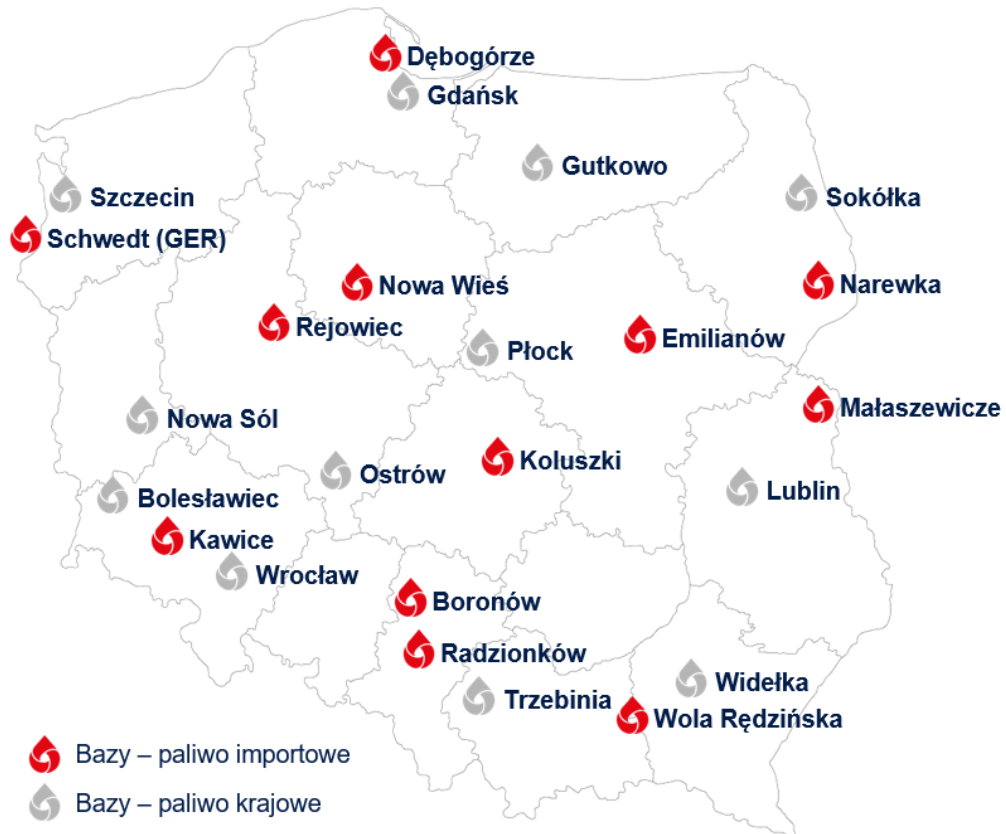 Dębogórze
Gdańsk
Gutkowo
Szczecin
Sokółka
Schwedt (GER)
Nowa Wieś
Narewka
Rejowiec
Emilianów
Płock
Małaszewicze
Nowa Sól
Koluszki
Ostrów
Lublin
Bolesławiec
Kawice
Wrocław
Boronów
Radzionków
Widełka
Trzebinia
Wola Rędzińska
Bazy – paliwo importowe
Bazy – paliwo krajowe